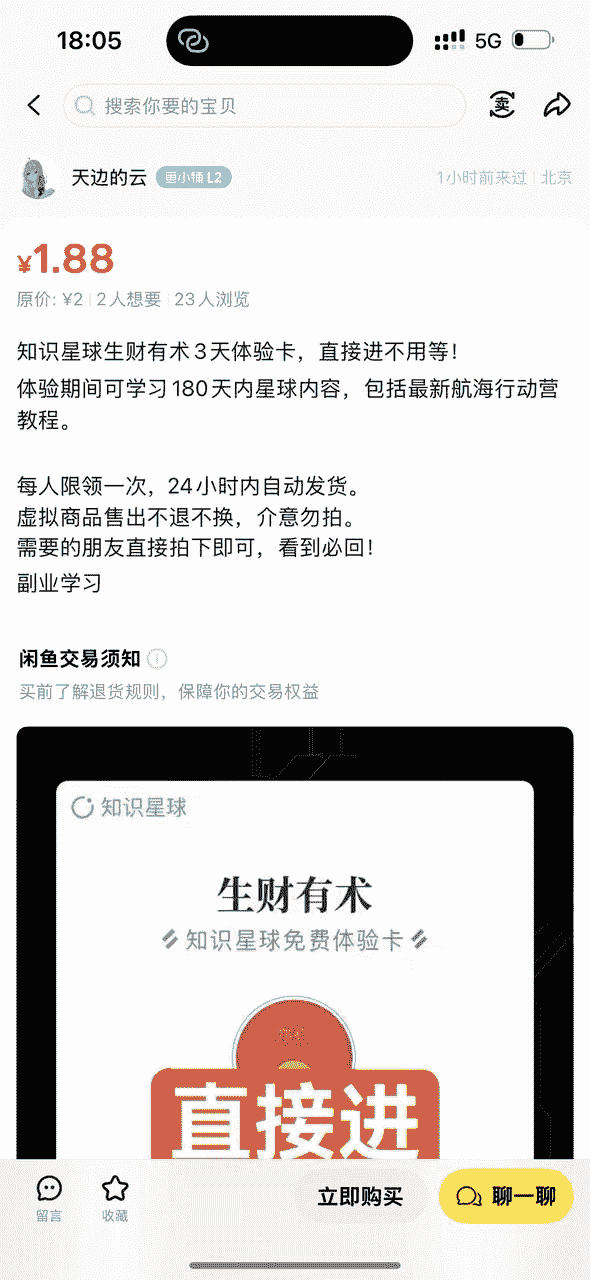 18:05
5G
搜索你要的宝贝
卖
天边的云
鱼小铺 L2
1小时前来过 | 北京
¥1.88
原价: ¥2 | 2人想要 | 23人浏览
知识星球生财有术3天体验卡，直接进不用等！
体验期间可学习180天内星球内容，包括最新航海行动营
教程。
每人限领一次，24小时内自动发货。
虚拟商品售出不退不换，介意勿拍。
需要的朋友直接拍下即可，看到必回！
副业学习
闲鱼交易须知
买前了解退货规则，保障你的交易权益
知识星球
生财有术
知识星球免费体验卡
直接进
留言
收藏
立即购买
聊一聊